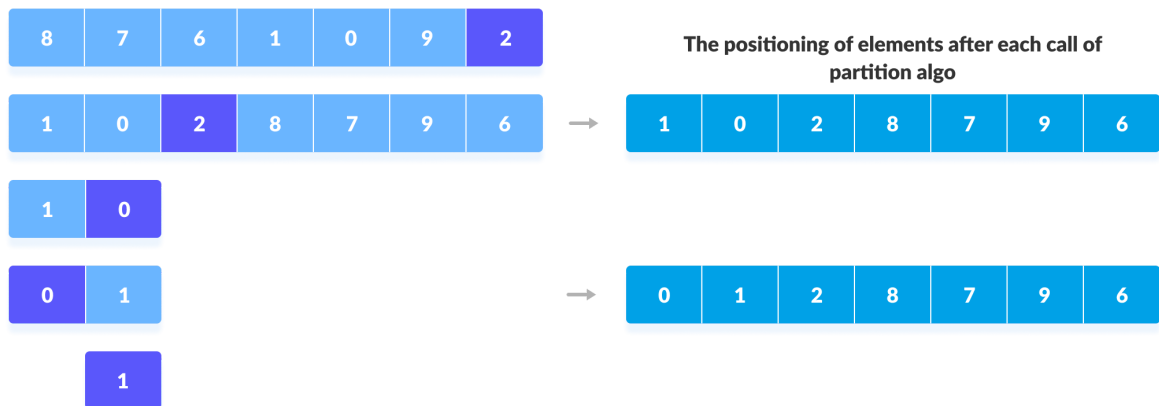 8 7 6 1 0 9 2
The positioning of elements after each call of
partition algo
1 0 2 8 7 9 6
1 0 2 8 7 9 6
1 0
0 1
0 1 2 8 7 9 6
1